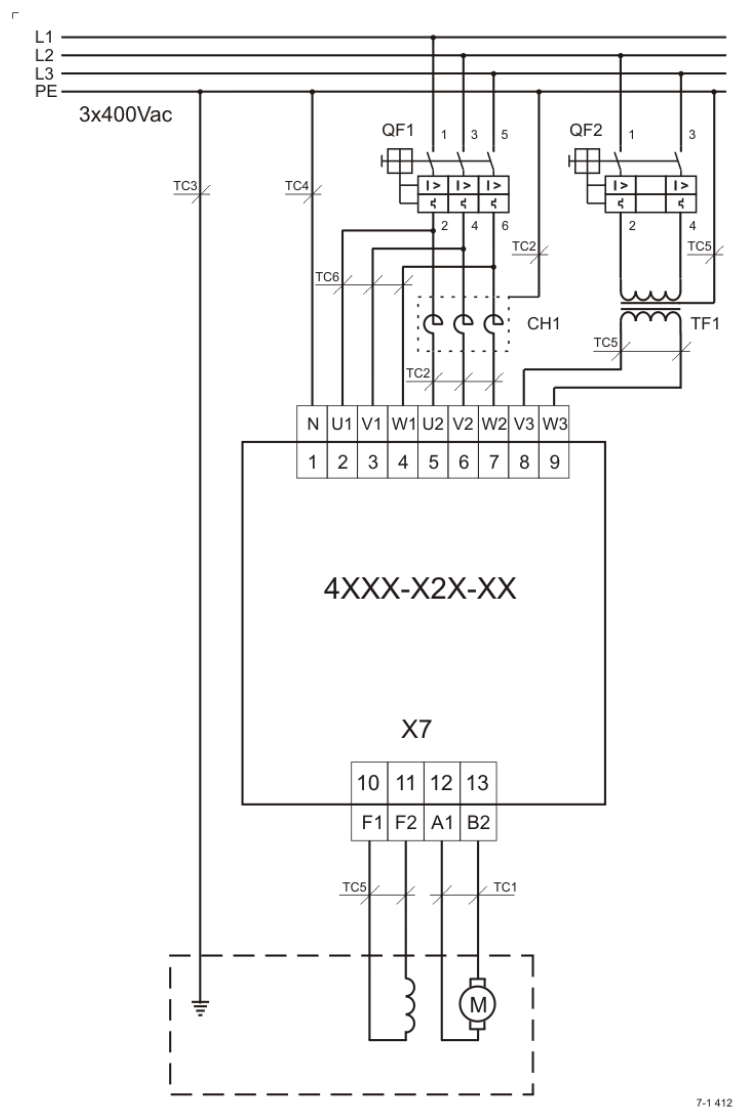 L1
L2
L3
PE
3x400Vac
QF1 1 3 5
QF2 1 3
TC3
TC4
I> I> I>
I>
2 4 6
2 4
TC2
TC5
TC6
CH1
TF1
TC5
TC2
N U1 V1 W1 U2 V2 W2 V3 W3
1 2 3 4 5 6 7 8 9
4XXX-X2X-XX
X7
10 11 12 13
F1 F2 A1 B2
TC5
TC1
M
7-1 412